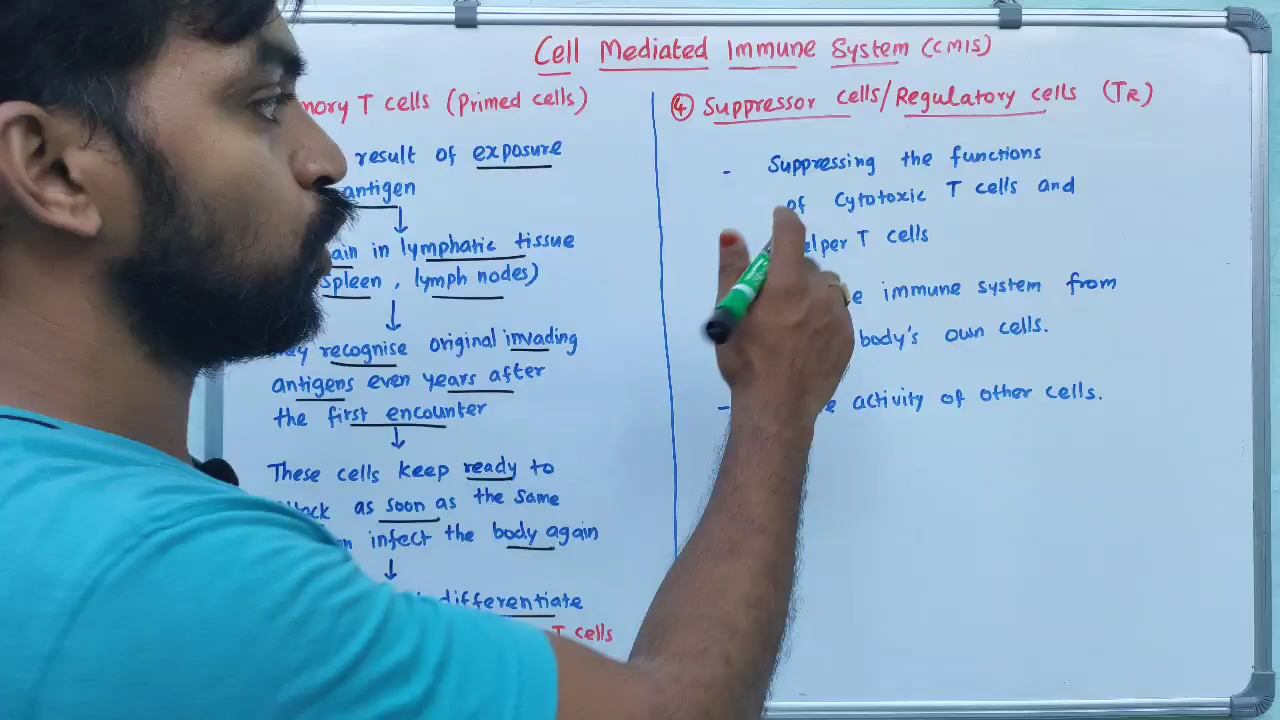 Cell Mediated Immune System (CMIS)
T cells (Primed cells)
result of exposure
antigen
in lymphatic tissue
spleen, lymph nodes)
recognise original invading
antigens even years after
the first encounter
These cells keep ready to
as soon as the same
infect the body again
differentiate
T cells
④ Suppressor cells/Regulatory cells (TR)
- Suppressing the functions
of Cytotoxic T cells and
T cells
immune system from
body's own cells.
- activity of other cells.